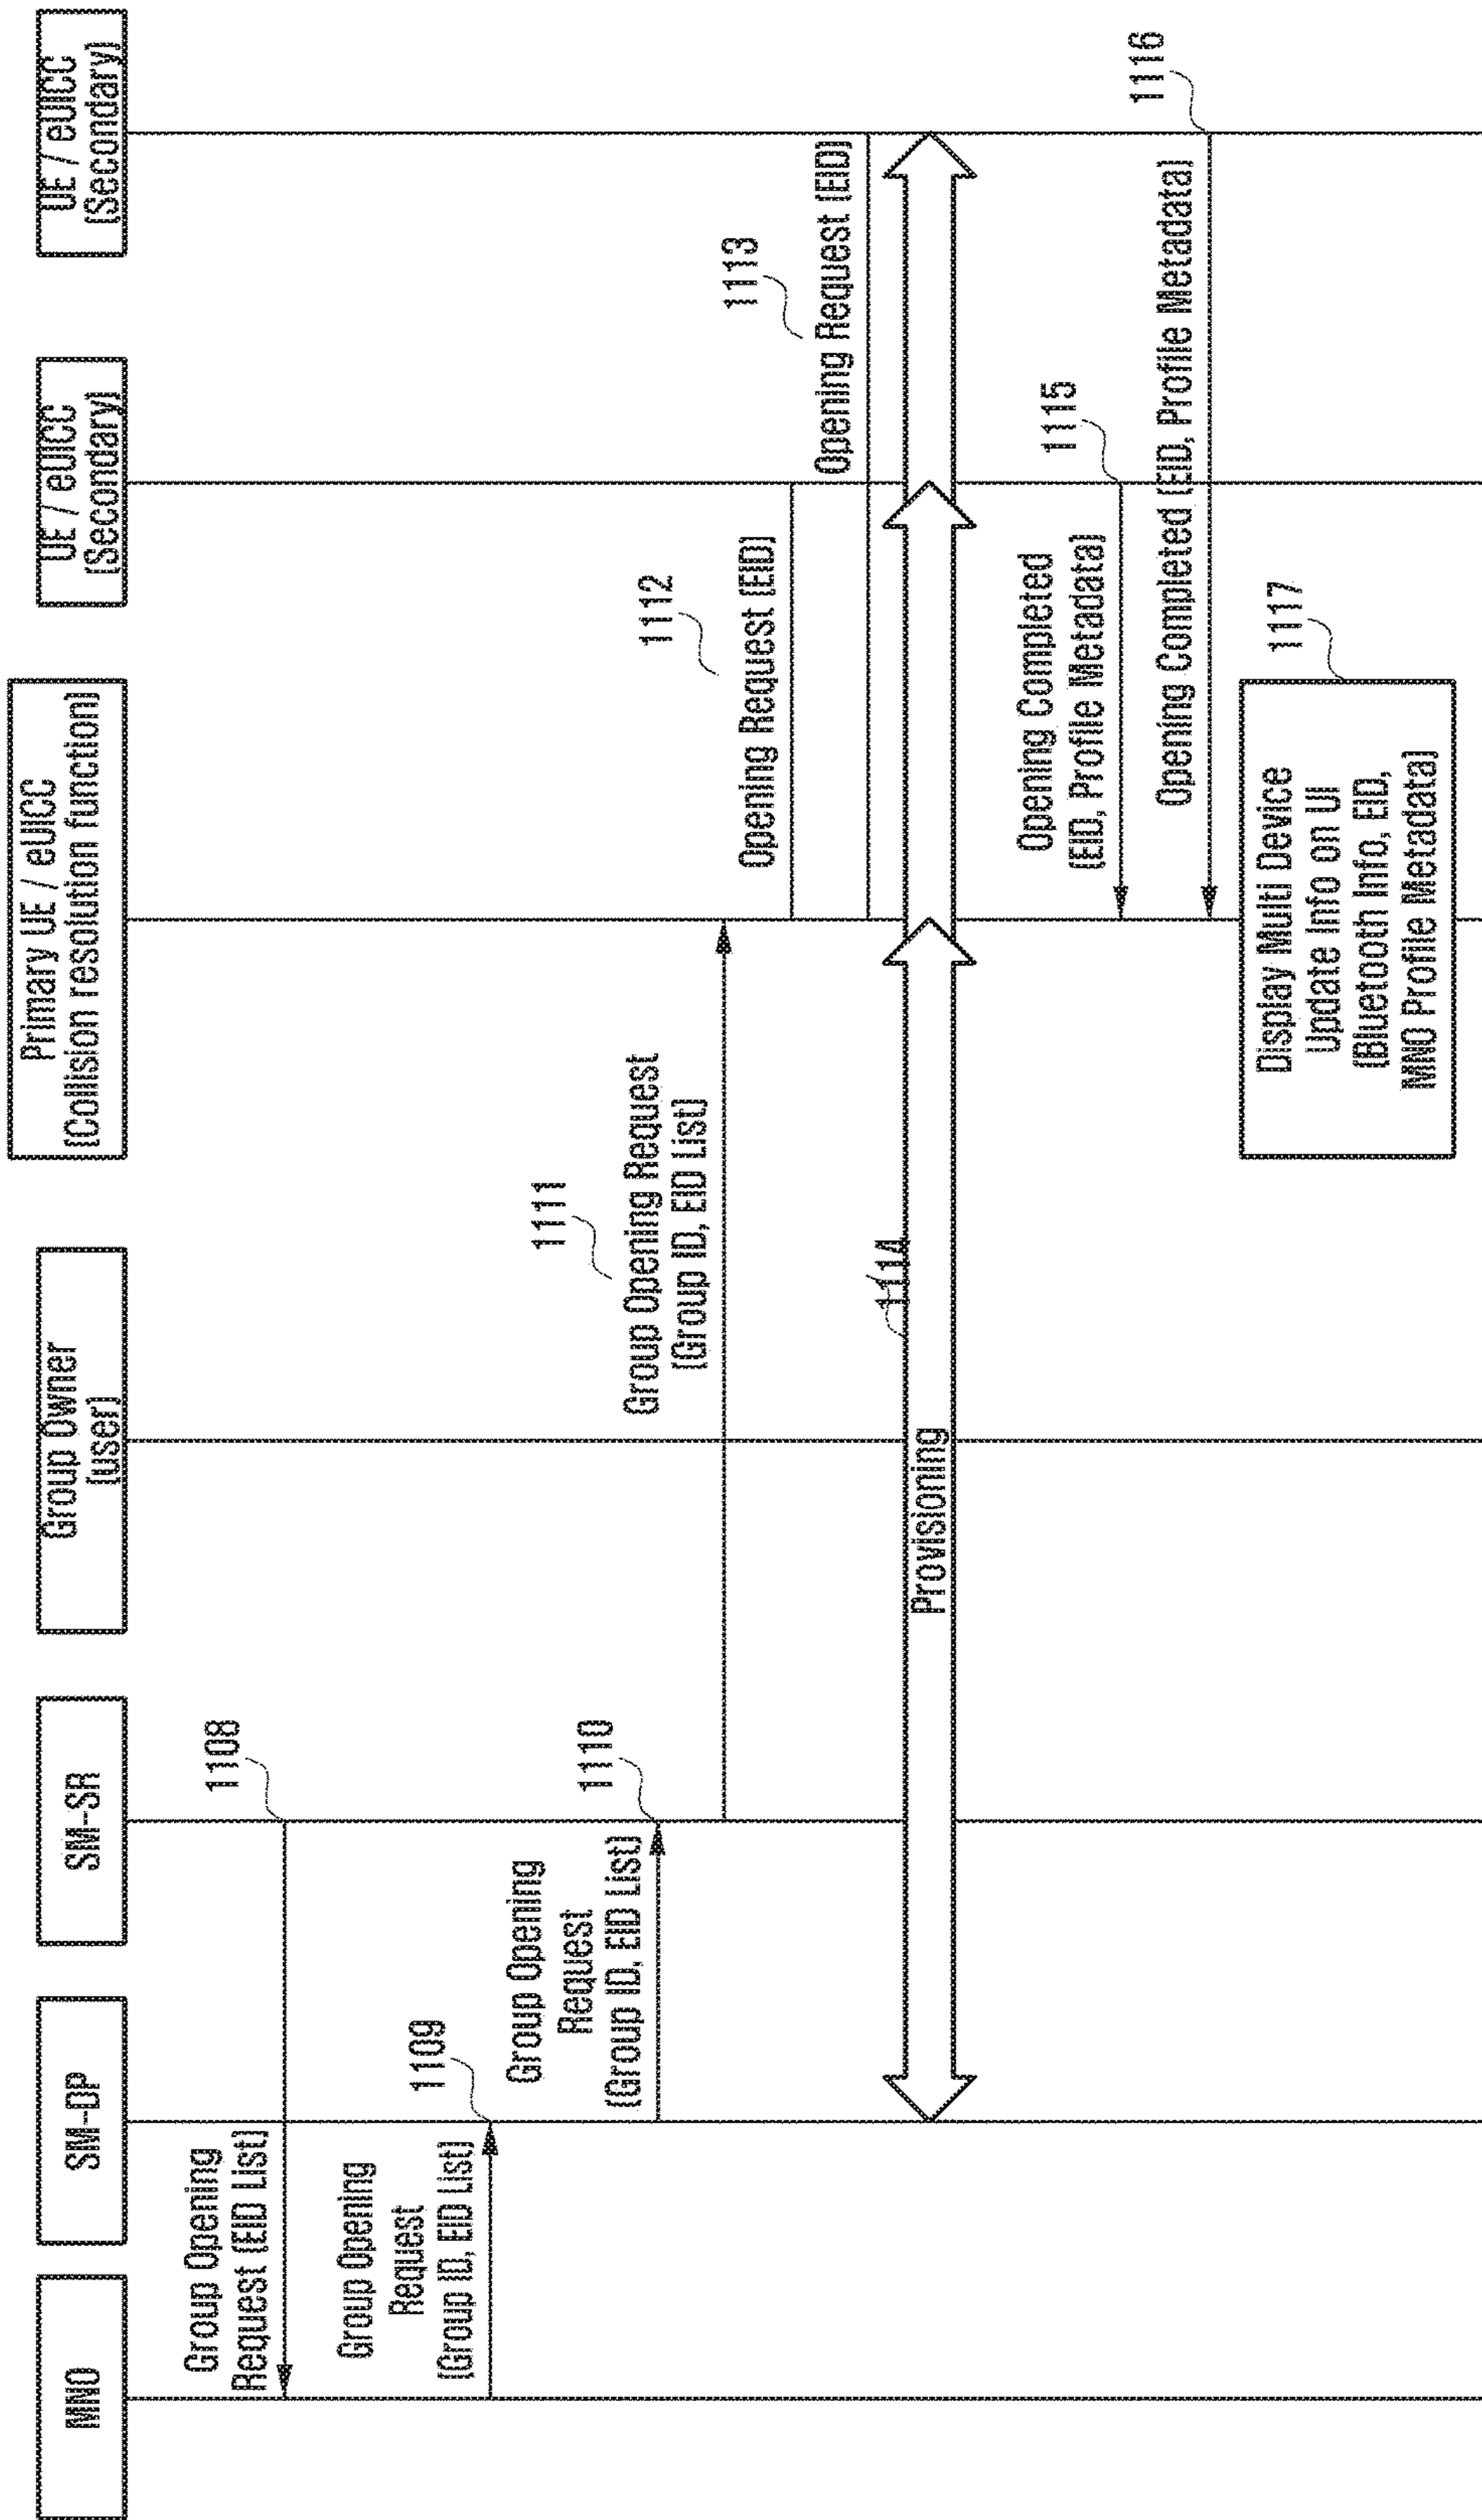 MNO
SM-DP
SM-SR
Group Owner
(user)
Primary UE / eUICC
(Collision resolution function)
UE / eUICC
(Secondary)
UE / eUICC
(Secondary)
1108
Group Opening
Request (EID List)
1109
Group Opening
Request
(Group ID, EID List)
1110
Group Opening
Request
(Group ID, EID List)
1111
Group Opening Request
(Group ID, EID List)
1112
Opening Request (EID)
1113
Opening Request (EID)
1114
Provisioning
1115
Opening Completed
(EID, Profile Metadata)
1116
Opening Completed (EID, Profile Metadata)
1117
Display Multi Device
Update Info on UI
(Bluetooth Info, EID,
MNO Profile Metadata)